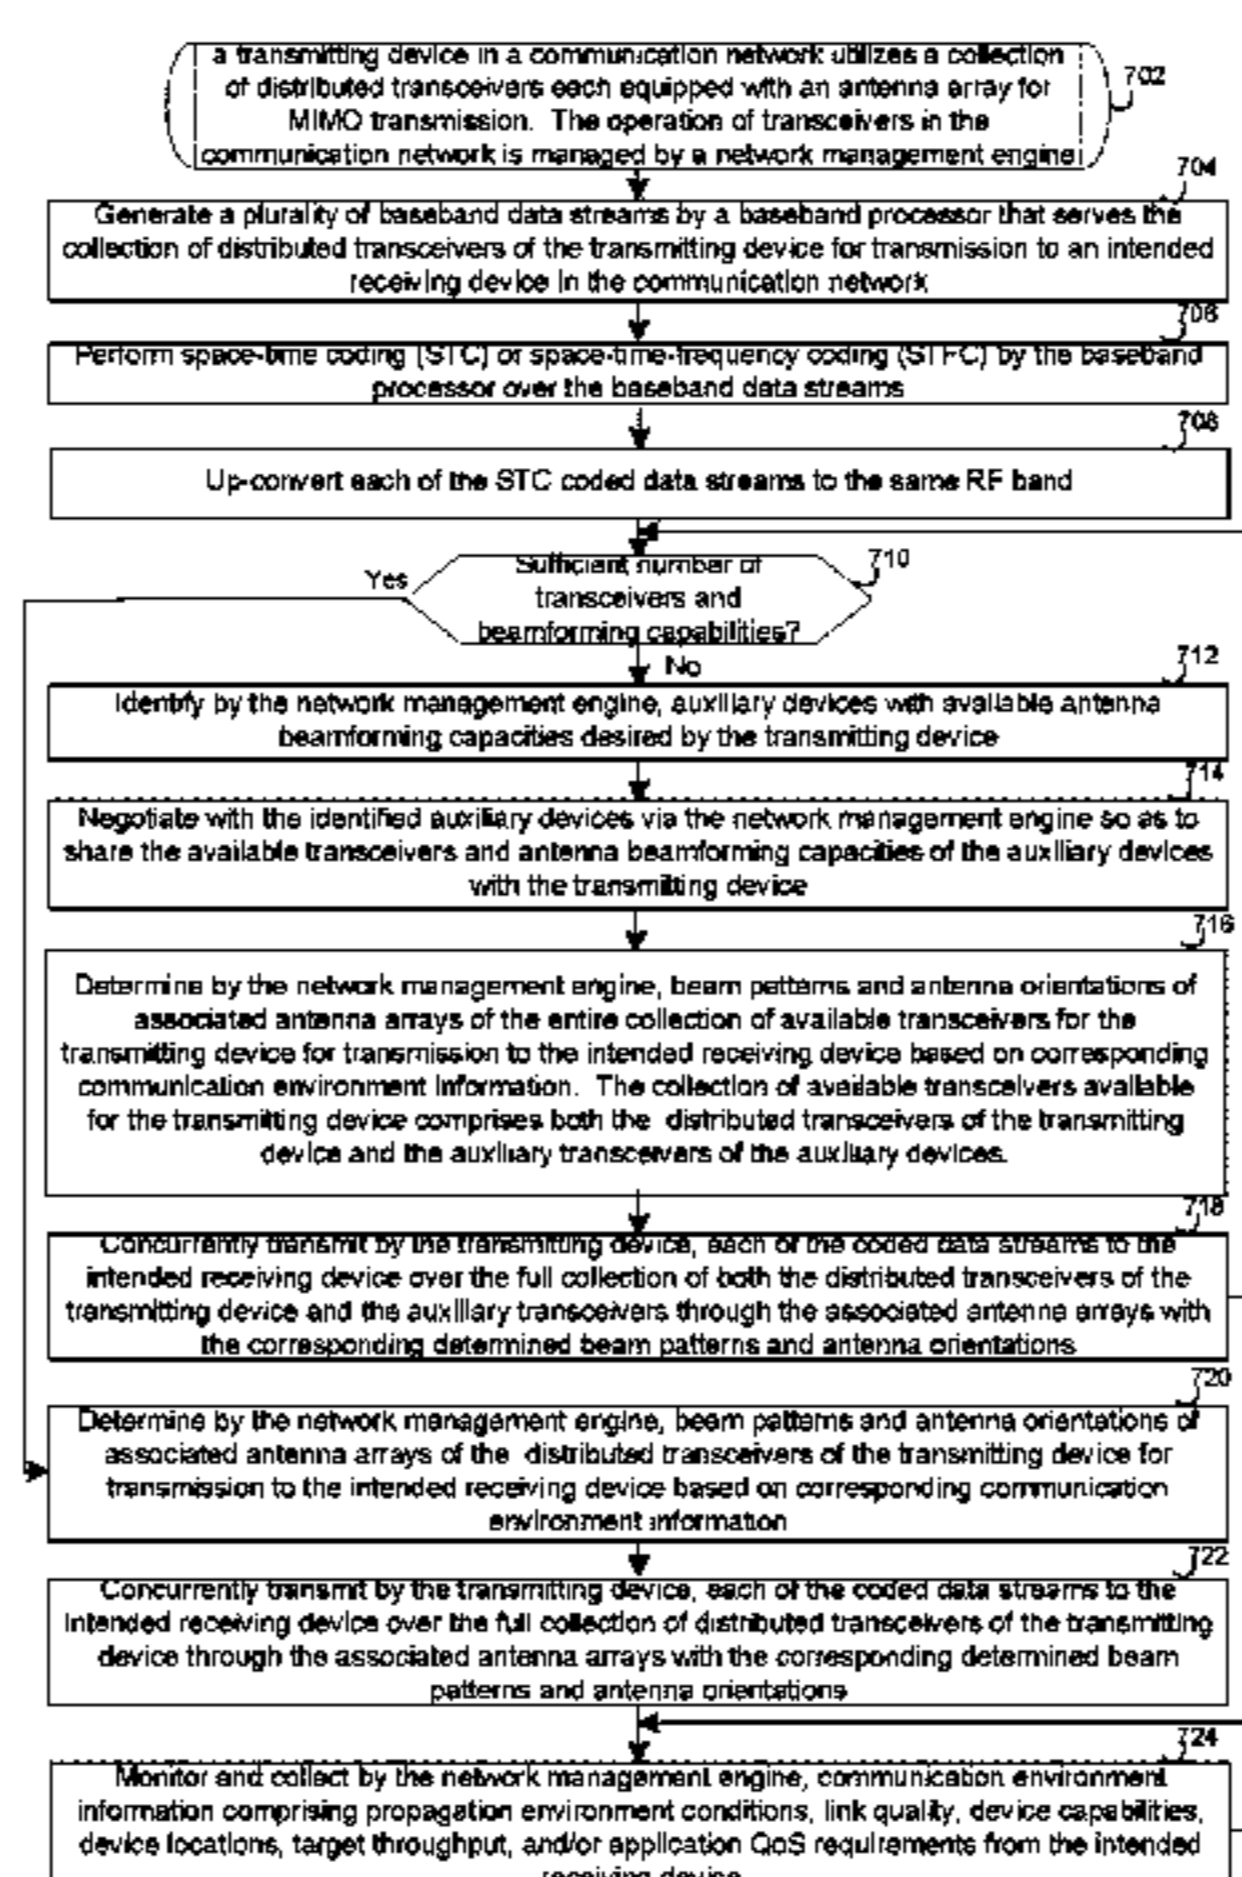 a transmitting device in a communication network utilizes a collection
of distributed transceivers each equipped with an antenna array for
MIMO transmission. The operation of transceivers in the
communication network is managed by a network management engine
702
704
Generate a plurality of baseband data streams by a baseband processor that serves the
collection of distributed transceivers of the transmitting device for transmission to an intended
receiving device in the communication network
706
Perform space-time coding (STC) or space-time-frequency coding (STFC) by the baseband
processor over the baseband data streams
708
Up-convert each of the STC coded data streams to the same RF band
710
Sufficient number of
transceivers and
beamforming capabilities?
Yes
No
712
Identify by the network management engine, auxiliary devices with available antenna
beamforming capacities desired by the transmitting device
714
Negotiate with the identified auxiliary devices via the network management engine so as to
share the available transceivers and antenna beamforming capacities of the auxiliary devices
with the transmitting device
716
Determine by the network management engine, beam patterns and antenna orientations of
associated antenna arrays of the entire collection of available transceivers for the
transmitting device for transmission to the intended receiving device based on corresponding
communication environment information. The collection of available transceivers available
for the transmitting device comprises both the distributed transceivers of the transmitting
device and the auxiliary transceivers of the auxiliary devices.
718
Concurrently transmit by the transmitting device, each of the coded data streams to the
intended receiving device over the full collection of both the distributed transceivers of the
transmitting device and the auxiliary transceivers through the associated antenna arrays with
the corresponding determined beam patterns and antenna orientations
720
Determine by the network management engine, beam patterns and antenna orientations of
associated antenna arrays of the distributed transceivers of the transmitting device for
transmission to the intended receiving device based on corresponding communication
environment information
722
Concurrently transmit by the transmitting device, each of the coded data streams to the
intended receiving device over the full collection of distributed transceivers of the transmitting
device through the associated antenna arrays with the corresponding determined beam
patterns and antenna orientations
724
Monitor and collect by the network management engine, communication environment
information comprising propagation environment conditions, link quality, device capabilities,
device locations, target throughput, and/or application QoS requirements from the intended
receiving device